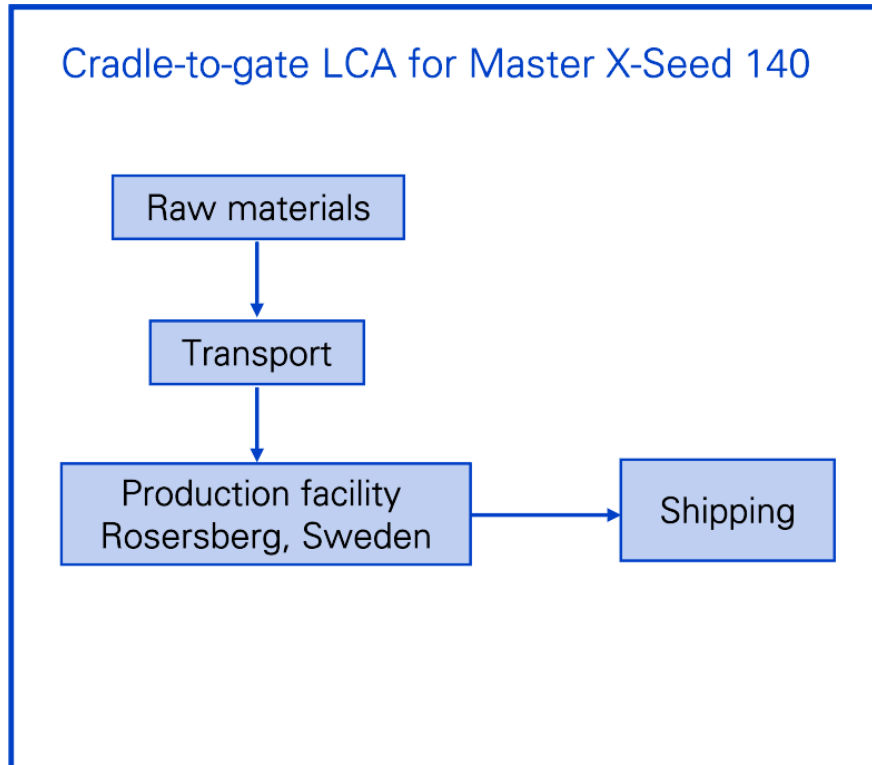 Cradle-to-gate LCA for Master X-Seed 140
Raw materials
Transport
Production facility
Rosersberg, Sweden
Shipping